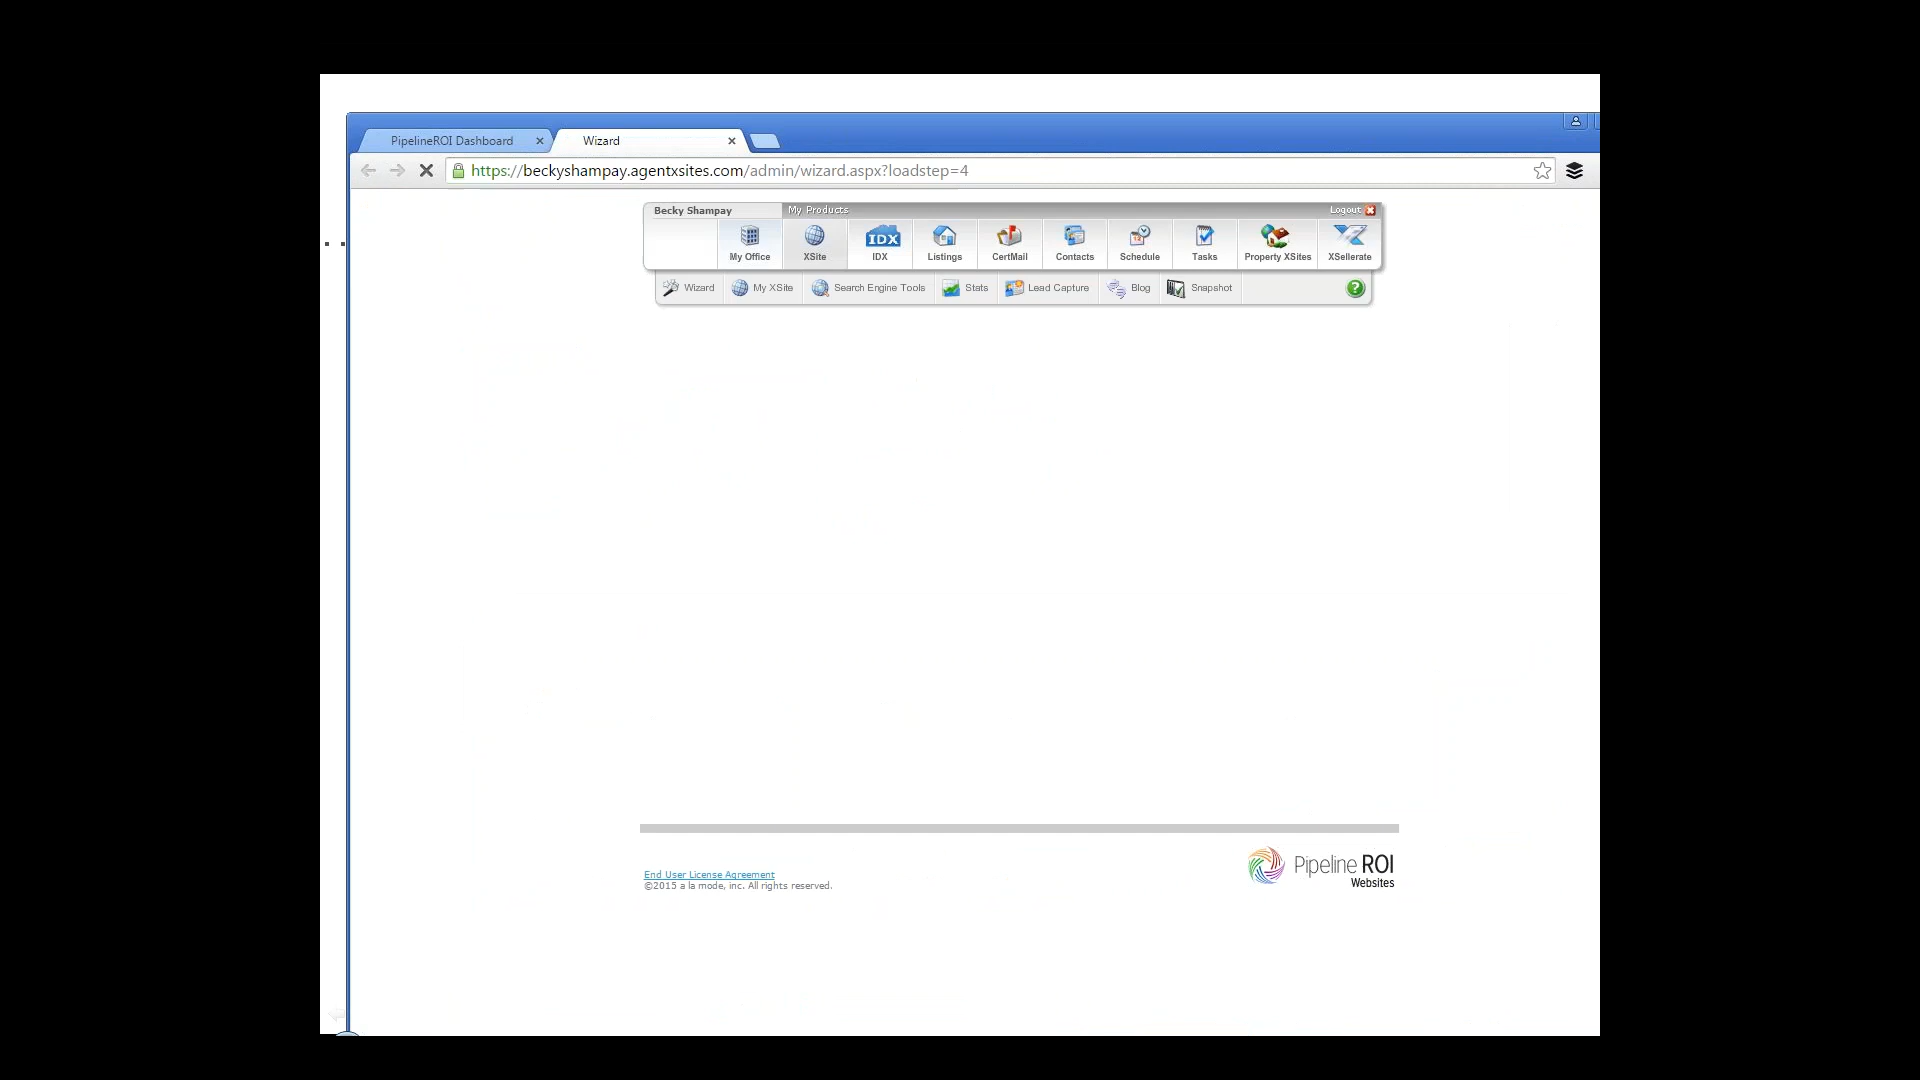 PipelineROI Dashboard
Wizard
https://beckyshampay.agentxsites.com/admin/wizard.aspx?loadstep=4
Becky Shampay My Products Logout
IDX
My Office XSite IDX Listings CertMail Contacts Schedule Tasks Property XSites XSellerate
Wizard My XSite Search Engine Tools Stats Lead Capture Blog Snapshot ?
End User License Agreement
©2015 a la mode, inc. All rights reserved.
Pipeline ROI
Websites